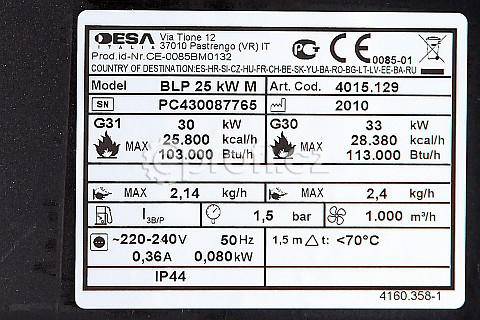 DESA
ITALIA
Via Tione 12
37010 Pastrengo (VR) IT
Prod.id-Nr.CE-0085BM0132
CE 0085-01
COUNTRY OF DESTINATION:ES-HR-SI-CZ-HU-FR-CH-BE-SK-YU-BA-RO-BG-LT-LV-EE-BA-RU
Model BLP 25 kW M Art. Cod. 4015.129
SN PC430087765 2010
G31 30 kW G30 33 kW
MAX 25.800 kcal/h MAX 28.380 kcal/h
103.000 Btu/h 113.000 Btu/h
gprofi.cz
MAX 2,14 kg/h MAX 2,4 kg/h
I3B/P 1,5 bar 1.000 m³/h
~220-240V 50Hz 1,5 m △ t: <70°C
0,36A 0,080kW
IP44
4160.358-1